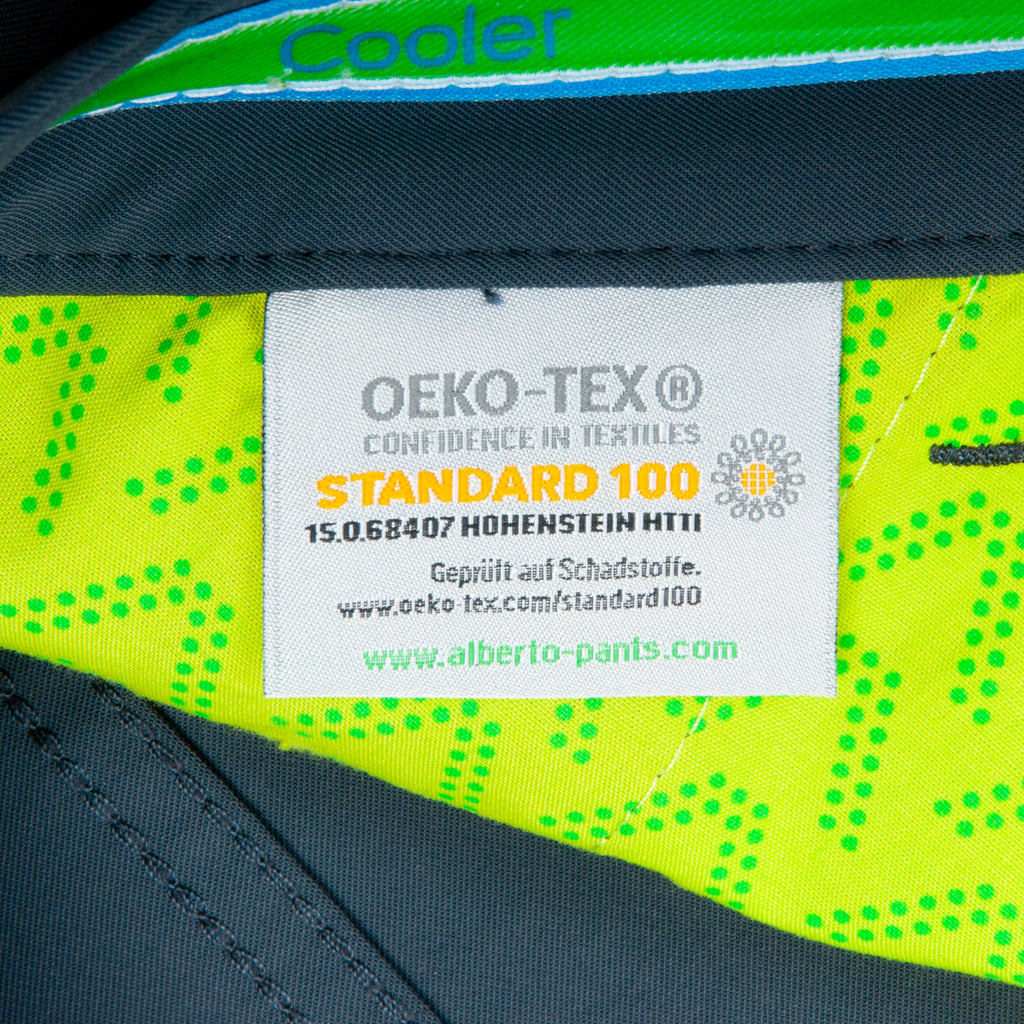 Cooler
OEKO-TEX®
CONFIDENCE IN TEXTILES
STANDARD 100
15.0.68407 HOHENSTEIN HTTI
Geprüft auf Schadstoffe.
www.oeko-tex.com/standard100
www.alberto-pants.com